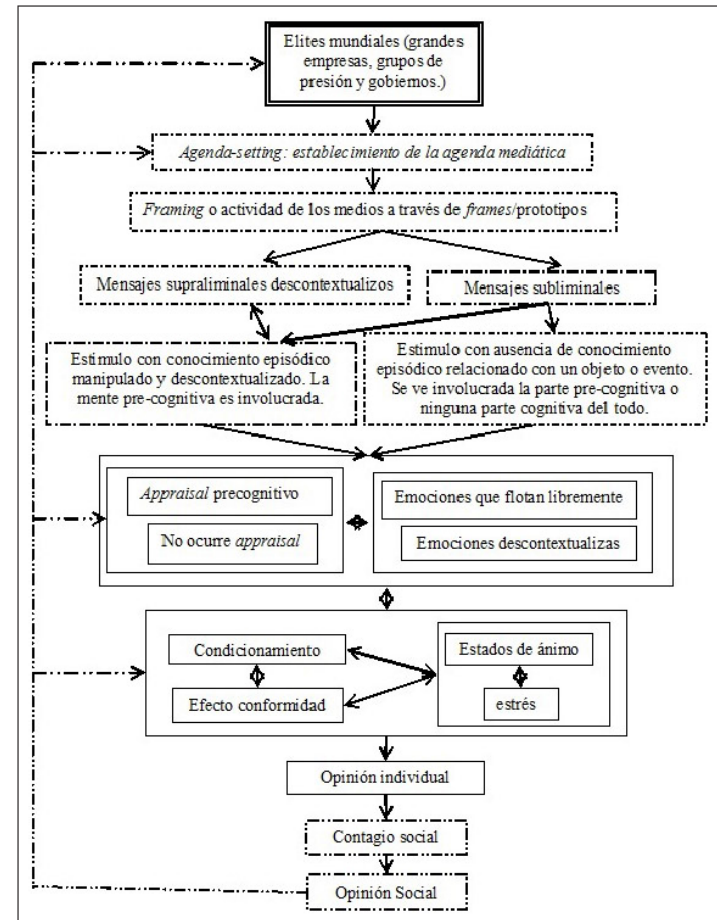 Elites mundiales (grandes
empresas, grupos de
presión y gobiernos.)
Agenda-setting: establecimiento de la agenda mediática
Framing o actividad de los medios a través de frames/prototipos
Mensajes supraliminales descontextualizos
Mensajes subliminales
Estimulo con conocimiento episódico
manipulado y descontextualizado. La
mente pre-cognitiva es involucrada.
Estimulo con ausencia de conocimiento
episódico relacionado con un objeto o evento.
Se ve involucrada la parte pre-cognitiva o
ninguna parte cognitiva del todo.
Appraisal precognitivo
No ocurre appraisal
Emociones que flotan libremente
Emociones descontextualizas
Condicionamiento
Efecto conformidad
Estados de ánimo
estrés
Opinión individual
Contagio social
Opinión Social